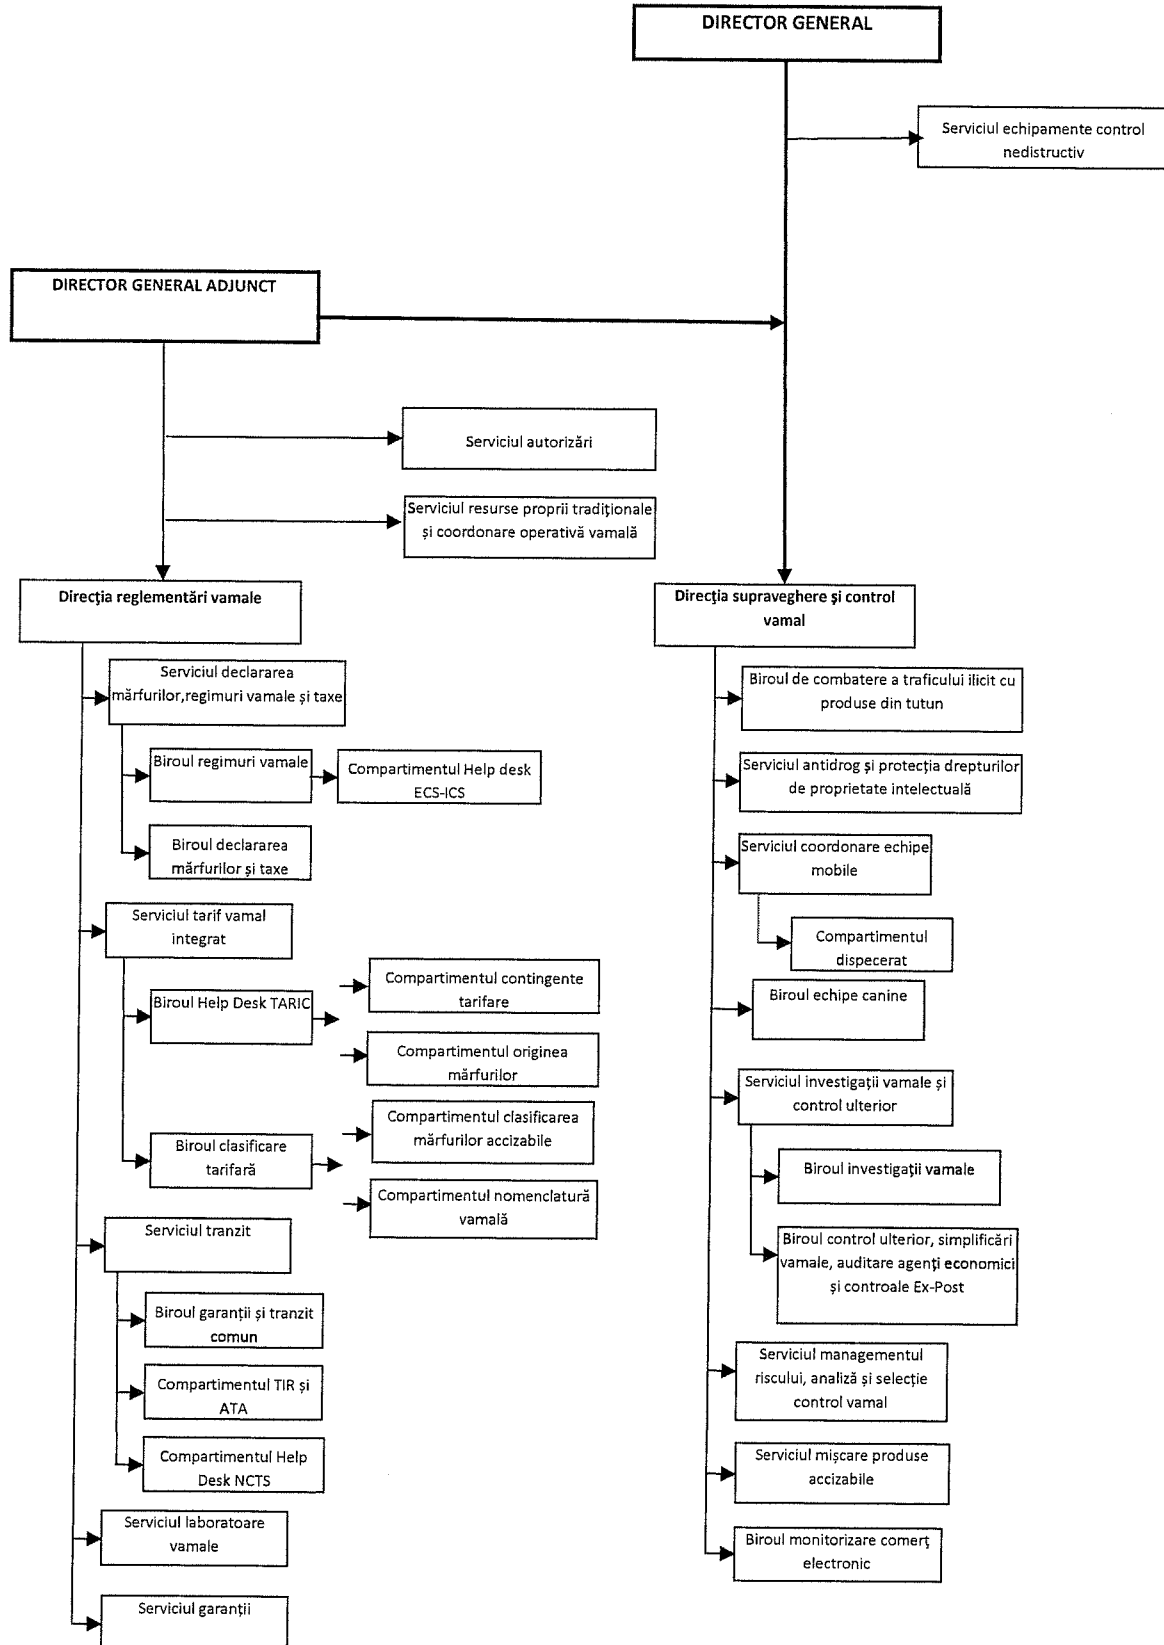 DIRECTOR GENERAL
Serviciul echipamente control
nedistructiv
DIRECTOR GENERAL ADJUNCT
Serviciul autorizări
Serviciul resurse proprii tradiționale
și coordonare operativă vamală
Direcţia reglementări vamale
Serviciul declararea
mărfurilor,regimuri vamale și taxe
Biroul regimuri vamale
Compartimentul Help desk
ECS-ICS
Biroul declararea
mărfurilor și taxe
Serviciul tarif vamal
integrat
Biroul Help Desk TARIC
Compartimentul contingente
tarifare
Compartimentul originea
mărfurilor
Biroul clasificare
tarifară
Compartimentul clasificarea
mărfurilor accizabile
Compartimentul nomenclatură
vamală
Serviciul tranzit
Biroul garanții și tranzit
comun
Compartimentul TIR și
ATA
Compartimentul Help
Desk NCTS
Serviciul laboratoare
vamale
Serviciul garanții
Direcţia supraveghere şi control
vamal
Biroul de combatere a traficului ilicit cu
produse din tutun
Serviciul antidrog și protecția drepturilor
de proprietate intelectuală
Serviciul coordonare echipe
mobile
Compartimentul
dispecerat
Biroul echipe canine
Serviciul investigații vamale și
control ulterior
Biroul investigații vamale
Biroul control ulterior, simplificări
vamale, auditare agenți economici
și controale Ex-Post
Serviciul managementul
riscului, analiză și selecție
control vamal
Serviciul mișcare produse
accizabile
Biroul monitorizare comerț
electronic